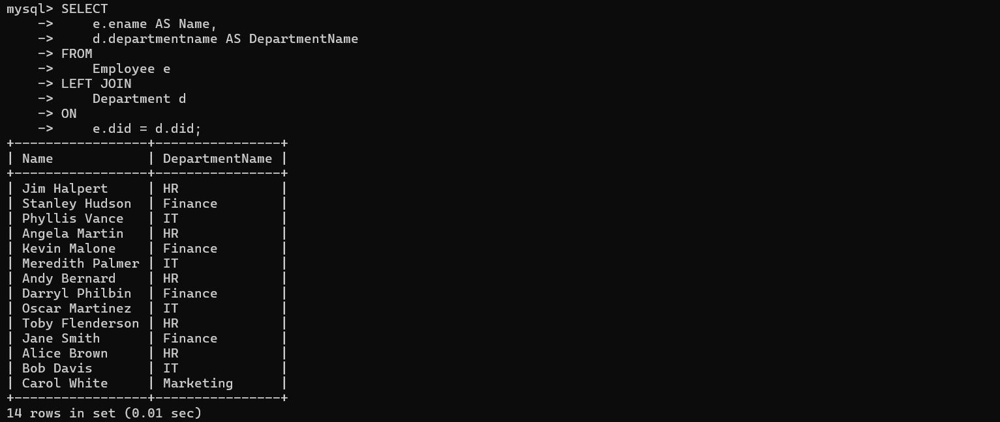 mysql> SELECT
    ->     e.ename AS Name,
    ->     d.departmentname AS DepartmentName
    -> FROM
    ->     Employee e
    -> LEFT JOIN
    ->     Department d
    -> ON
    ->     e.did = d.did;
+-----------------+----------------+
| Name            | DepartmentName |
+-----------------+----------------+
| Jim Halpert     | HR             |
| Stanley Hudson  | Finance        |
| Phyllis Vance   | IT             |
| Angela Martin   | HR             |
| Kevin Malone    | Finance        |
| Meredith Palmer | IT             |
| Andy Bernard    | HR             |
| Darryl Philbin  | Finance        |
| Oscar Martinez  | IT             |
| Toby Flenderson | HR             |
| Jane Smith      | Finance        |
| Alice Brown     | HR             |
| Bob Davis       | IT             |
| Carol White     | Marketing      |
+-----------------+----------------+
14 rows in set (0.01 sec)